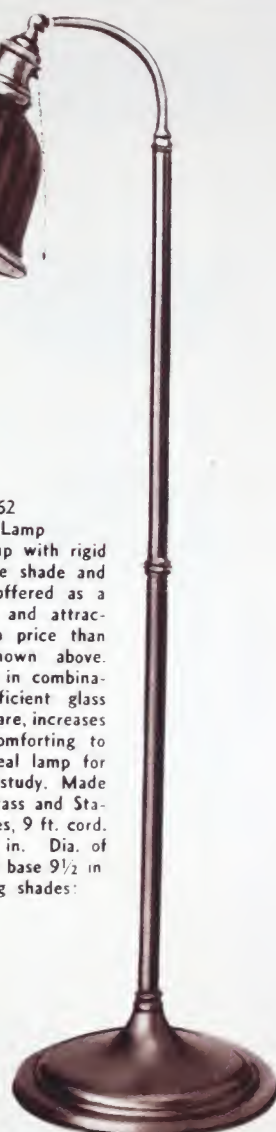 62
Lamp
p with rigid
e shade and
offered as a
and attrac-
price than
own above.
in combina-
ficient glass
are, increases
omforting to
eal lamp for
study. Made
ass and Sta-
es, 9 ft. cord.
in. Dia. of
base 9½ in
g shades: